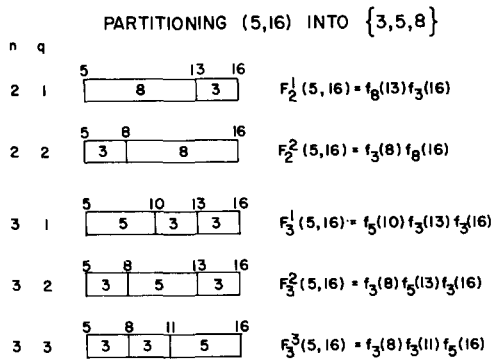 PARTITIONING (5,16) INTO {3,5,8}
n q
5 13 16
2 1 8 3 F₂¹(5,16) = f₈(13)f₃(16)
5 8 16
2 2 3 8 F₂²(5,16) = f₃(8)f₈(16)
5 10 13 16
3 1 5 3 3 F₃¹(5,16) = f₅(10)f₃(13)f₃(16)
5 8 13 16
3 2 3 5 3 F₃²(5,16) = f₃(8)f₅(13)f₃(16)
5 8 11 16
3 3 3 3 5 F₃³(5,16) = f₃(8)f₃(11)f₅(16)